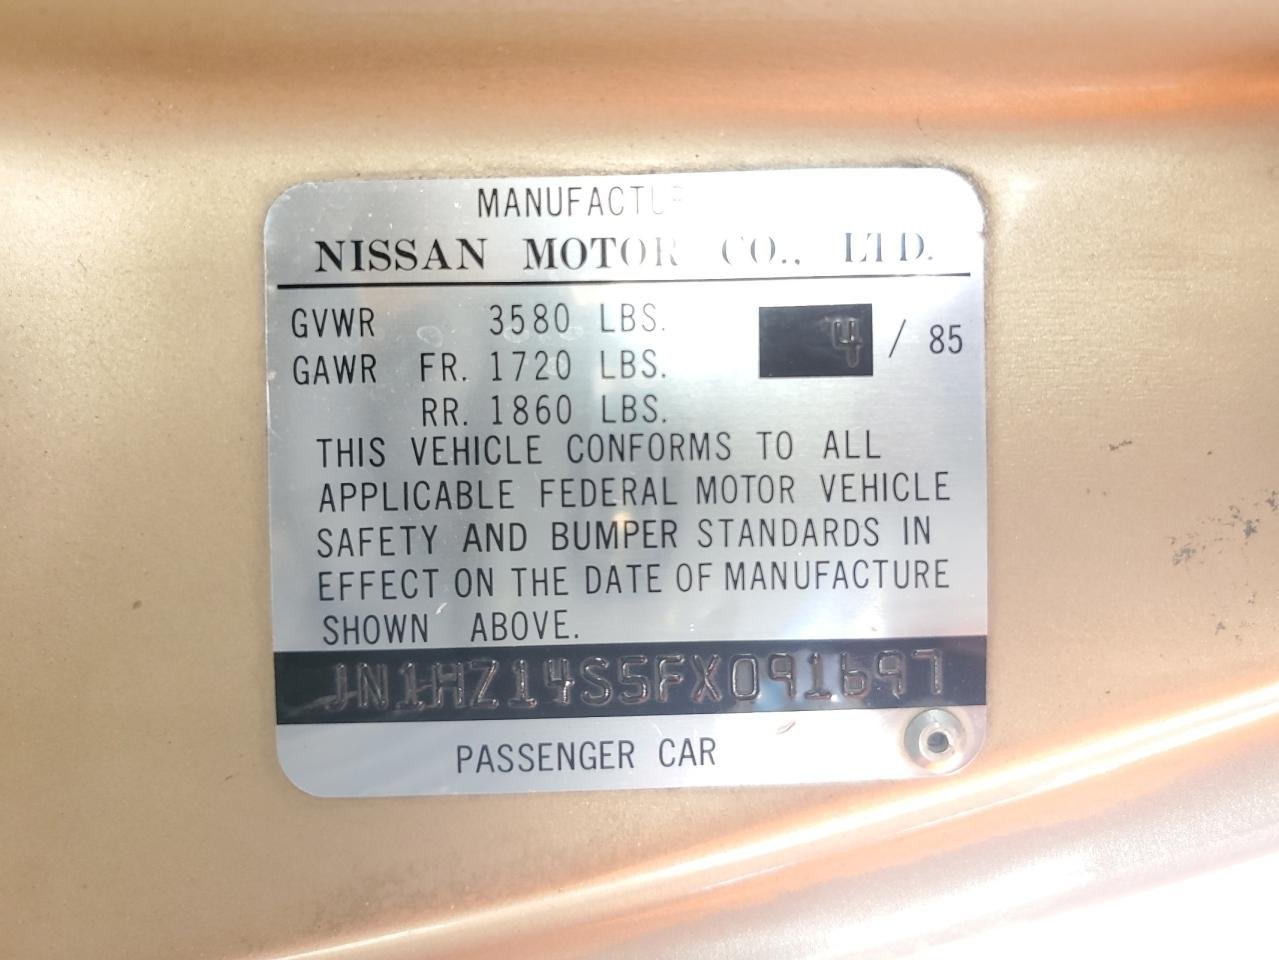 MANUFACTUR
NISSAN MOTOR CO., LTD.
GVWR 3580 LBS. 4 / 85
GAWR FR. 1720 LBS.
RR. 1860 LBS.
THIS VEHICLE CONFORMS TO ALL
APPLICABLE FEDERAL MOTOR VEHICLE
SAFETY AND BUMPER STANDARDS IN
EFFECT ON THE DATE OF MANUFACTURE
SHOWN ABOVE.
JN1HZ14S5FX091697
PASSENGER CAR